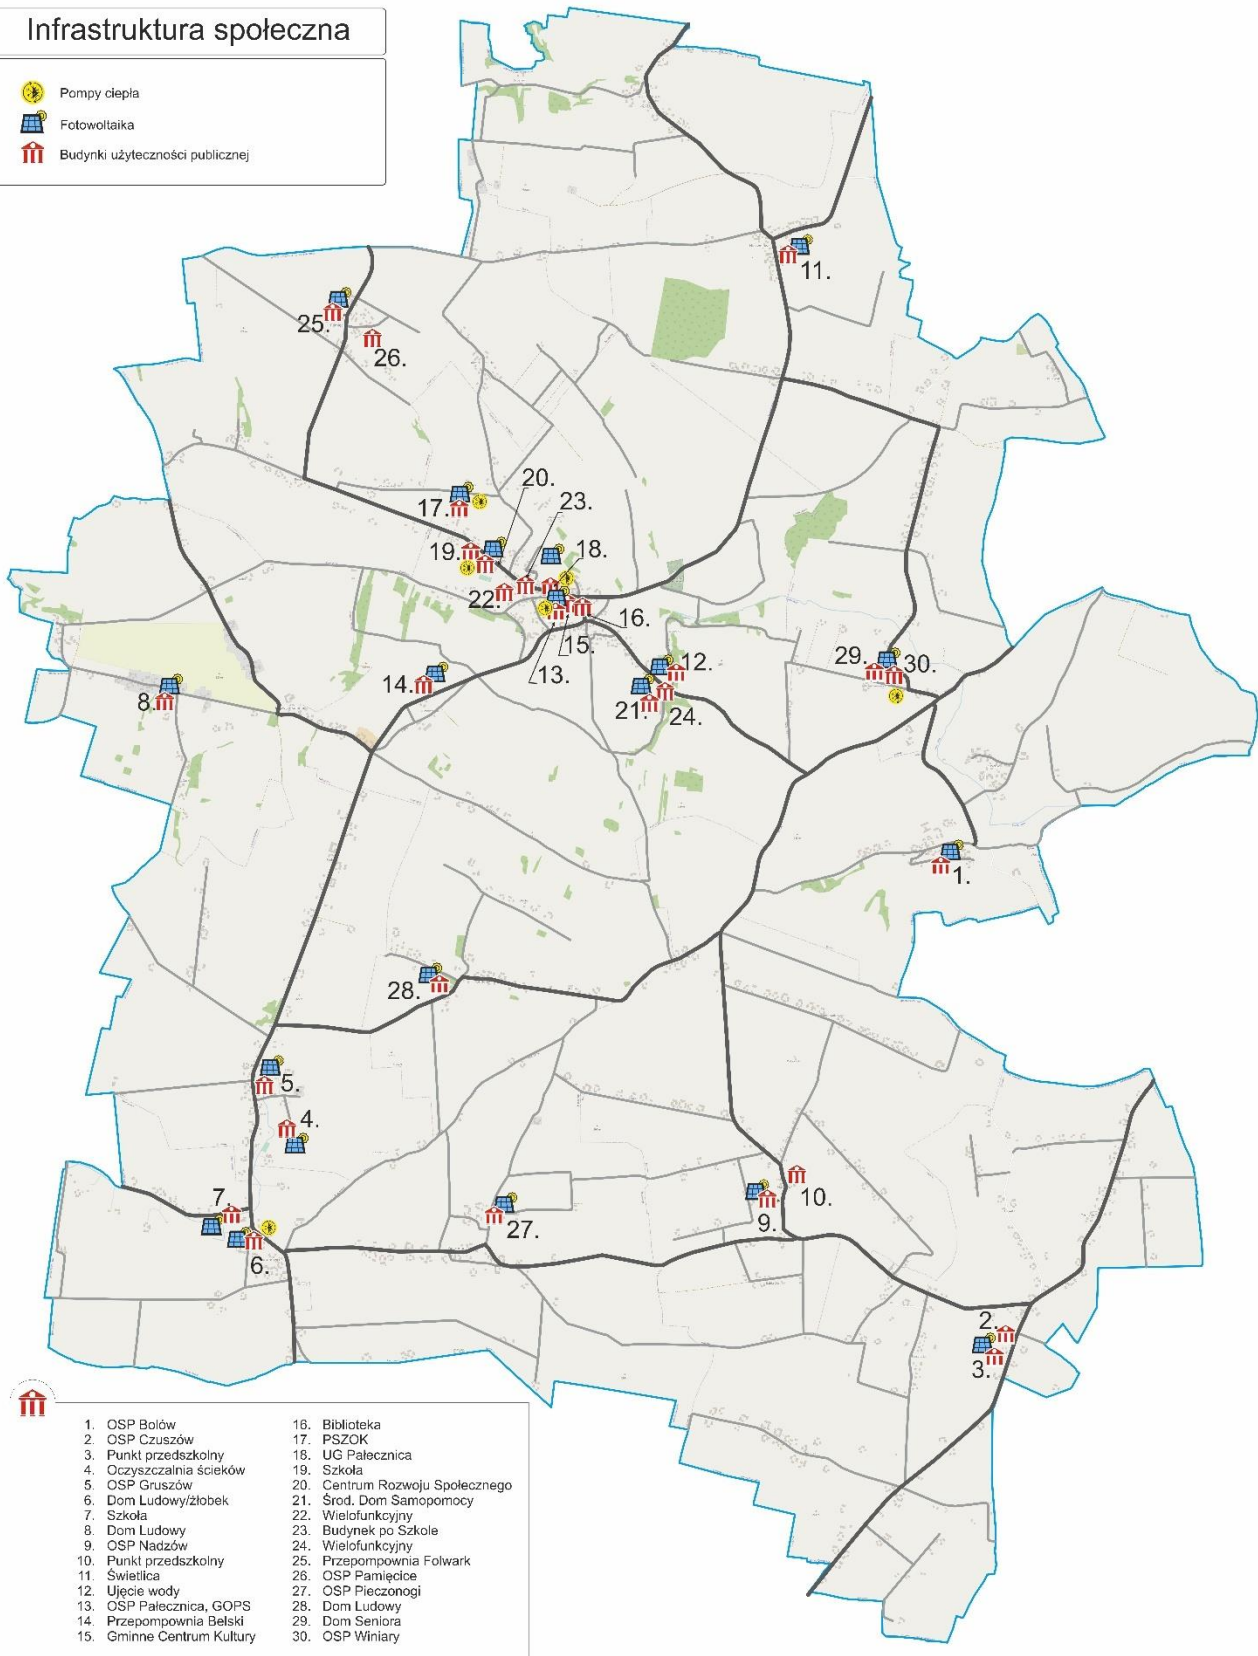 Infrastruktura społeczna
Pompy ciepła
Fotowoltaika
Budynki użyteczności publicznej
11.
25.
26.
20.
23.
17.
19.
18.
22.
16.
15.
13.
12.
29.
30.
14.
8.
21.
24.
1.
28.
5.
4.
7.
10.
9.
27.
6.
2.
3.
1. OSP Bolów
2. OSP Czuszów
3. Punkt przedszkolny
4. Oczyszczalnia ścieków
5. OSP Gruszów
6. Dom Ludowy/żłobek
7. Szkoła
8. Dom Ludowy
9. OSP Nadzów
10. Punkt przedszkolny
11. Świetlica
12. Ujęcie wody
13. OSP Pałecznica, GOPS
14. Przepompownia Belski
15. Gminne Centrum Kultury
16. Biblioteka
17. PSZOK
18. UG Pałecznica
19. Szkoła
20. Centrum Rozwoju Społecznego
21. Środ. Dom Samopomocy
22. Wielofunkcyjny
23. Budynek po Szkole
24. Wielofunkcyjny
25. Przepompownia Folwark
26. OSP Pamięcice
27. OSP Pieczonogi
28. Dom Ludowy
29. Dom Seniora
30. OSP Winiary